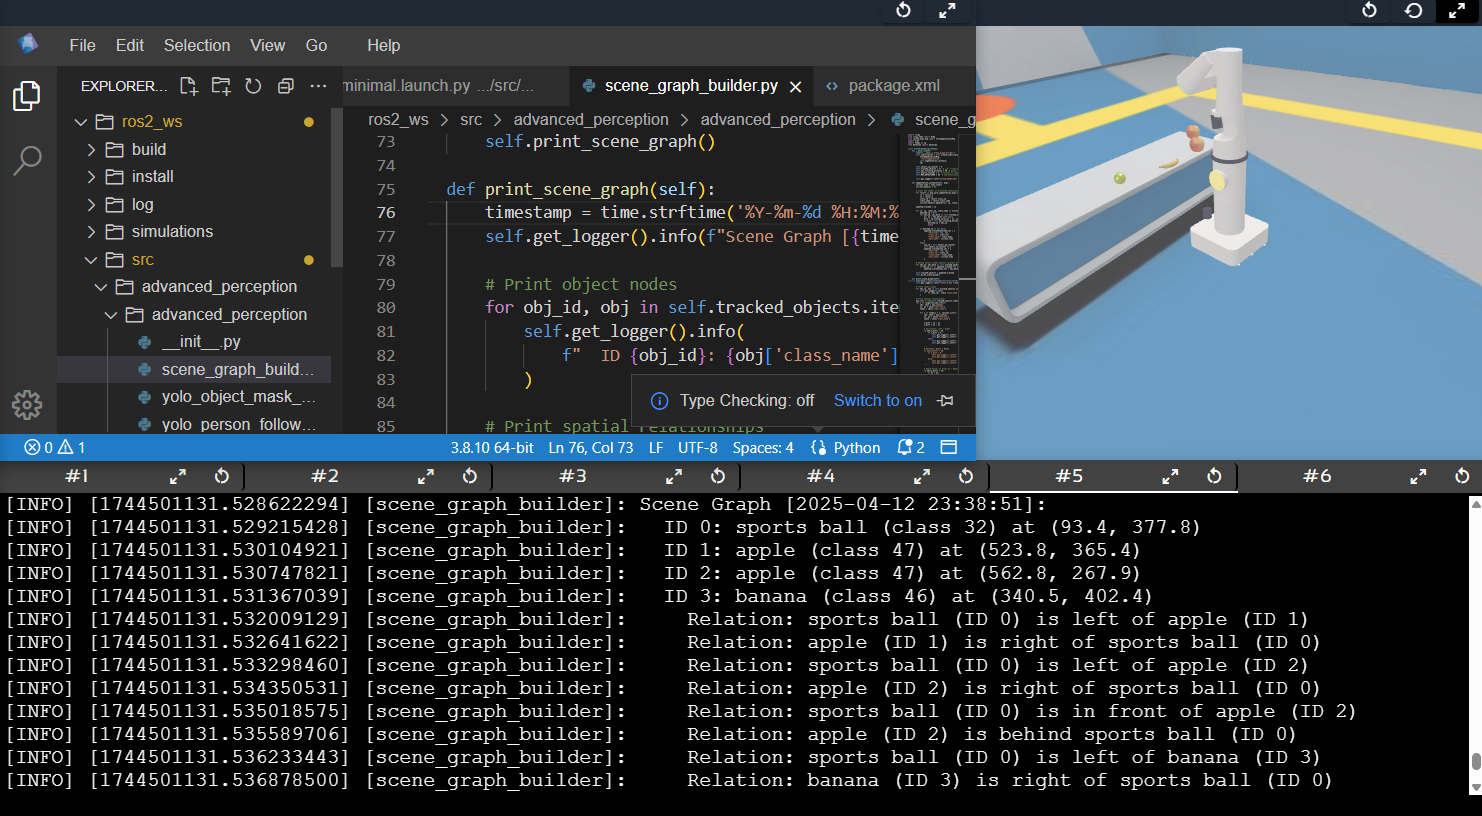 File Edit Selection View Go Help
EXPLORER...
minimal.launch.py .../src/...
scene_graph_builder.py
package.xml
ros2_ws
build
install
log
simulations
src
advanced_perception
advanced_perception
__init__.py
scene_graph_build...
yolo_object_mask_...
yolo_person_follow...
ros2_ws > src > advanced_perception > advanced_perception > scene_g
73 self.print_scene_graph()
74
75 def print_scene_graph(self):
76 timestamp = time.strftime('%Y-%m-%d %H:%M:%
77 self.get_logger().info(f"Scene Graph [{time
78
79 # Print object nodes
80 for obj_id, obj in self.tracked_objects.ite
81 self.get_logger().info(
82 f"  ID {obj_id}: {obj['class_name']
83 )
84
85 # Print spatial relationships
Type Checking: off Switch to on
0 1 3.8.10 64-bit Ln 76, Col 73 LF UTF-8 Spaces: 4 Python 2
#1 #2 #3 #4 #5 #6
[INFO] [1744501131.528622294] [scene_graph_builder]: Scene Graph [2025-04-12 23:38:51]:
[INFO] [1744501131.529215428] [scene_graph_builder]:   ID 0: sports ball (class 32) at (93.4, 377.8)
[INFO] [1744501131.530104921] [scene_graph_builder]:   ID 1: apple (class 47) at (523.8, 365.4)
[INFO] [1744501131.530747821] [scene_graph_builder]:   ID 2: apple (class 47) at (562.8, 267.9)
[INFO] [1744501131.531367039] [scene_graph_builder]:   ID 3: banana (class 46) at (340.5, 402.4)
[INFO] [1744501131.532009129] [scene_graph_builder]:     Relation: sports ball (ID 0) is left of apple (ID 1)
[INFO] [1744501131.532641622] [scene_graph_builder]:     Relation: apple (ID 1) is right of sports ball (ID 0)
[INFO] [1744501131.533298460] [scene_graph_builder]:     Relation: sports ball (ID 0) is left of apple (ID 2)
[INFO] [1744501131.534350531] [scene_graph_builder]:     Relation: apple (ID 2) is right of sports ball (ID 0)
[INFO] [1744501131.535018575] [scene_graph_builder]:     Relation: sports ball (ID 0) is in front of apple (ID 2)
[INFO] [1744501131.535589706] [scene_graph_builder]:     Relation: apple (ID 2) is behind sports ball (ID 0)
[INFO] [1744501131.536233443] [scene_graph_builder]:     Relation: sports ball (ID 0) is left of banana (ID 3)
[INFO] [1744501131.536878500] [scene_graph_builder]:     Relation: banana (ID 3) is right of sports ball (ID 0)